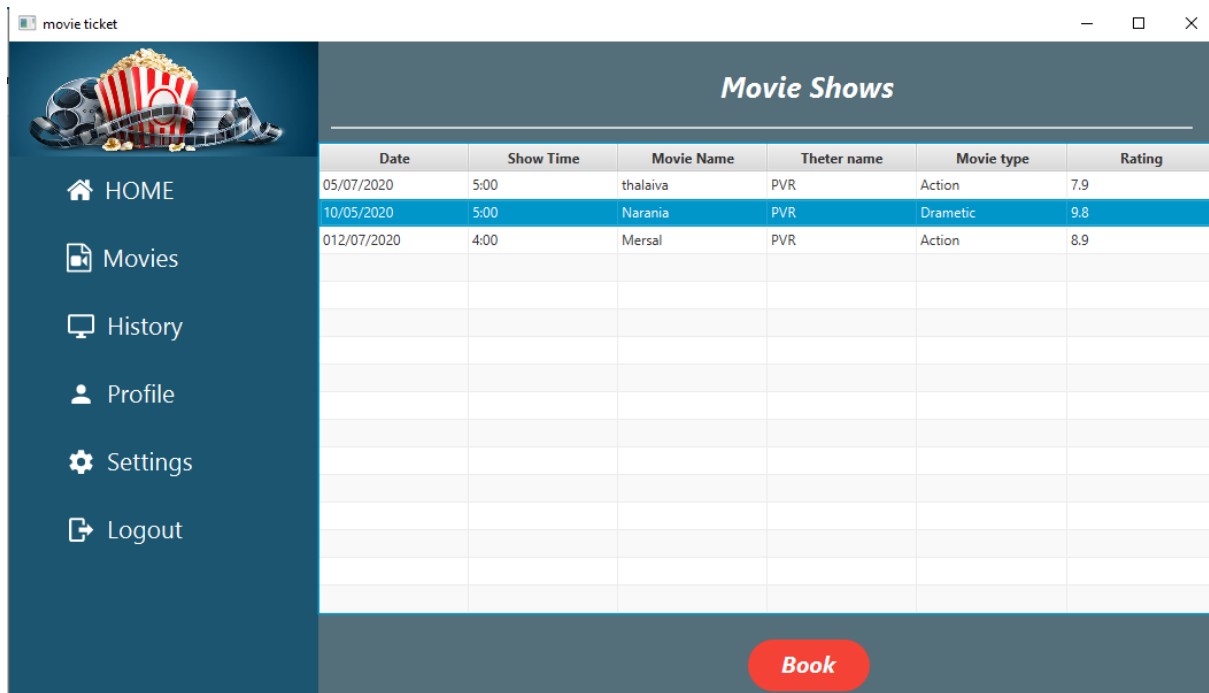 movie ticket
Movie Shows
HOME
Movies
History
Profile
Settings
Logout
Date Show Time Movie Name Theter name Movie type Rating
05/07/2020 5:00 thalaiva PVR Action 7.9
10/05/2020 5:00 Narania PVR Drametic 9.8
012/07/2020 4:00 Mersal PVR Action 8.9
Book